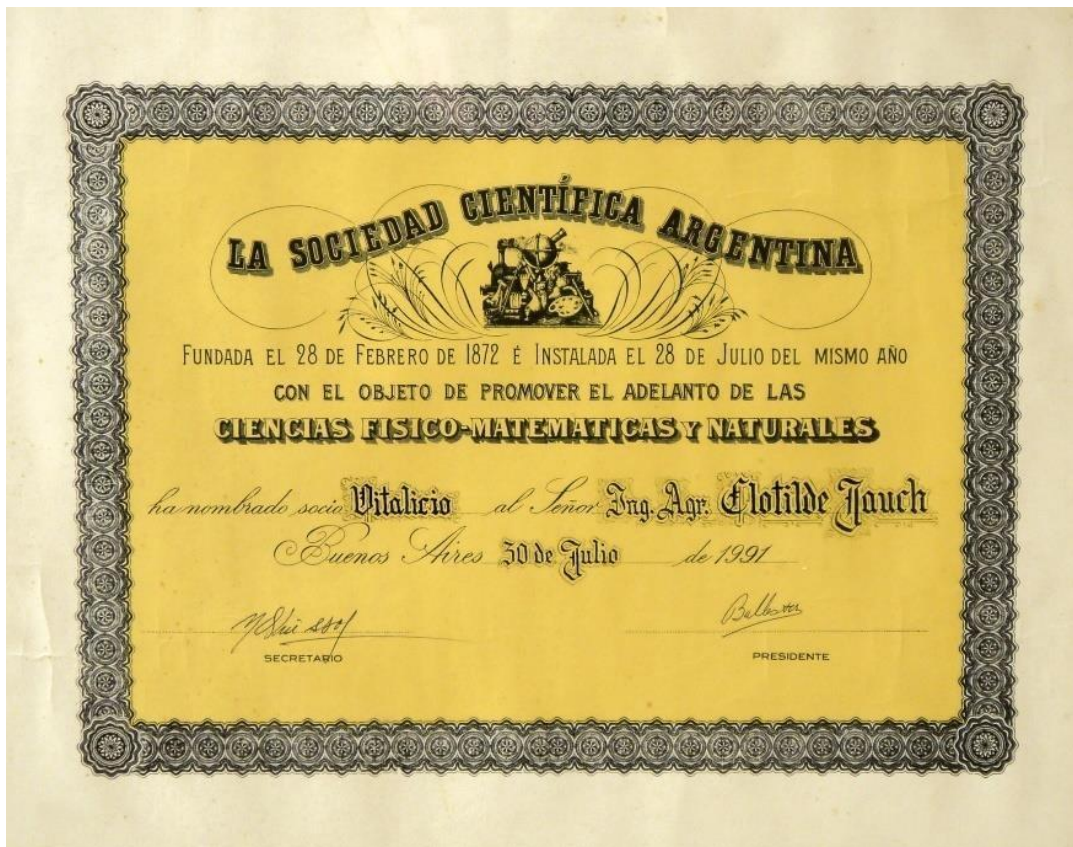 LA SOCIEDAD CIENTÍFICA ARGENTINA
FUNDADA EL 28 DE FEBRERO DE 1872 É INSTALADA EL 28 DE JULIO DEL MISMO AÑO
CON EL OBJETO DE PROMOVER EL ADELANTO DE LAS
CIENCIAS FISICO-MATEMATICAS Y NATURALES
ha nombrado socio Vitalicio al Señor Ing. Agr. Clotilde Jauch
Buenos Aires 30 de Julio de 1991
SECRETARIO PRESIDENTE